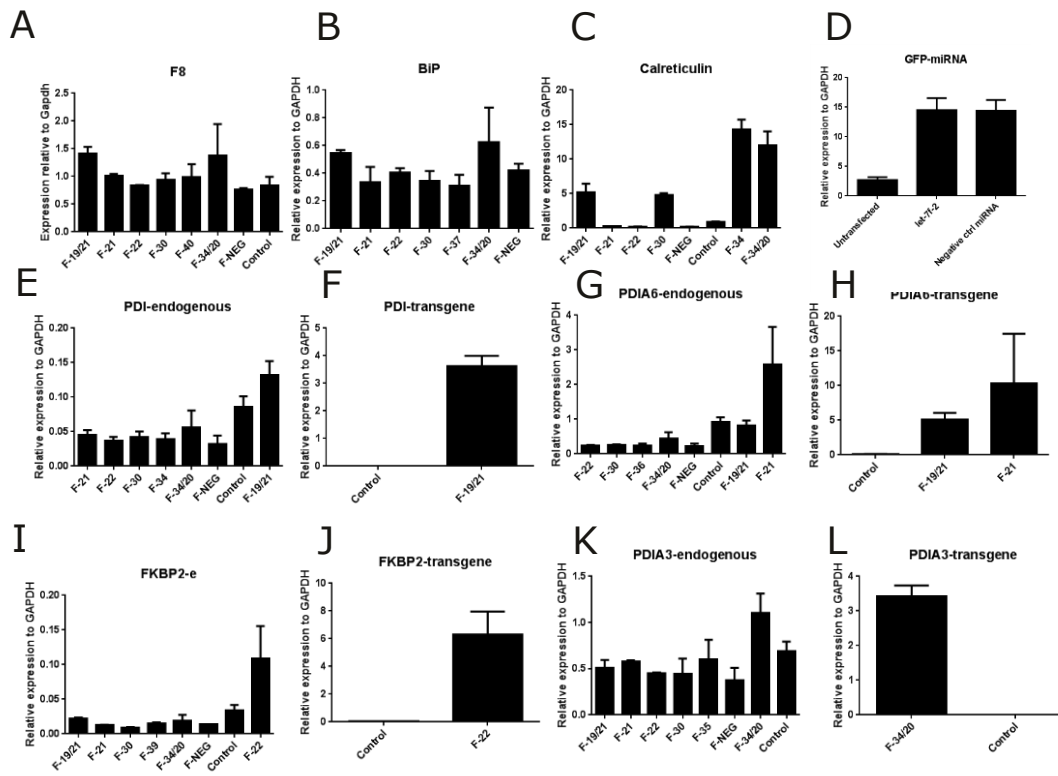 A
F8
Expression relative to Gapdh
2.5
2.0
1.5
1.0
0.5
0.0
F-19/21
F-21
F-22
F-30
F-40
F-34/20
F-NEG
Control
B
BiP
Relative expression to GAPDH
1.0
0.8
0.6
0.4
0.2
0.0
F-19/21
F-21
F-22
F-30
F-37
F-34/20
F-NEG
C
Calreticulin
Relative expression to GAPDH
20
15
10
5
0
F-19/21
F-21
F-22
F-30
F-NEG
Control
F-34
F-34/20
D
GFP-miRNA
Relative expression to GAPDH
20
15
10
5
0
Untransfected
let-7f-2
Negative ctrl miRNA
E
PDI-endogenous
Relative expression to GAPDH
0.20
0.15
0.10
0.05
0.00
F-21
F-22
F-30
F-34
F-34/20
F-NEG
Control
F-19/21
F
PDI-transgene
Relative expression to GAPDH
5
4
3
2
1
0
Control
F-19/21
G
PDIA6-endogenous
Relative expression to GAPDH
4
3
2
1
0
F-22
F-30
F-36
F-34/20
F-NEG
Control
F-19/21
F-21
H
PDIA6-transgene
Relative expression to GAPDH
20
15
10
5
0
Control
F-19/21
F-21
I
FKBP2-e
Relative expression to GAPDH
0.20
0.15
0.10
0.05
0.00
F-19/21
F-21
F-30
F-39
F-34/20
F-NEG
Control
F-22
J
FKBP2-transgene
Relative expression to GAPDH
10
8
6
4
2
0
Control
F-22
K
PDIA3-endogenous
Relative expression to GAPDH
1.5
1.0
0.5
0.0
F-19/21
F-21
F-22
F-30
F-35
F-NEG
F-34/20
Control
L
PDIA3-transgene
Relative expression to GAPDH
4
3
2
1
0
F-34/20
Control